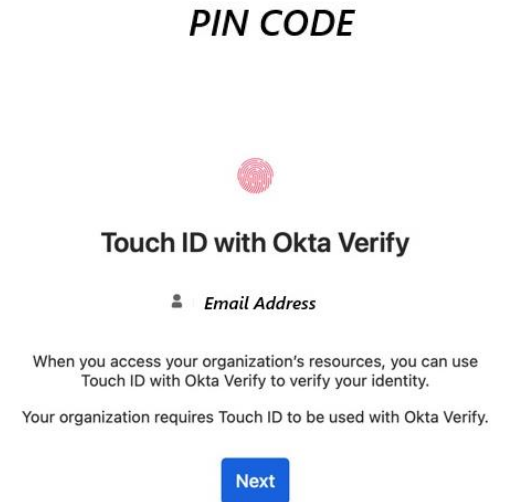 PIN CODE
Touch ID with Okta Verify
Email Address
When you access your organization's resources, you can use
Touch ID with Okta Verify to verify your identity.
Your organization requires Touch ID to be used with Okta Verify.
Next